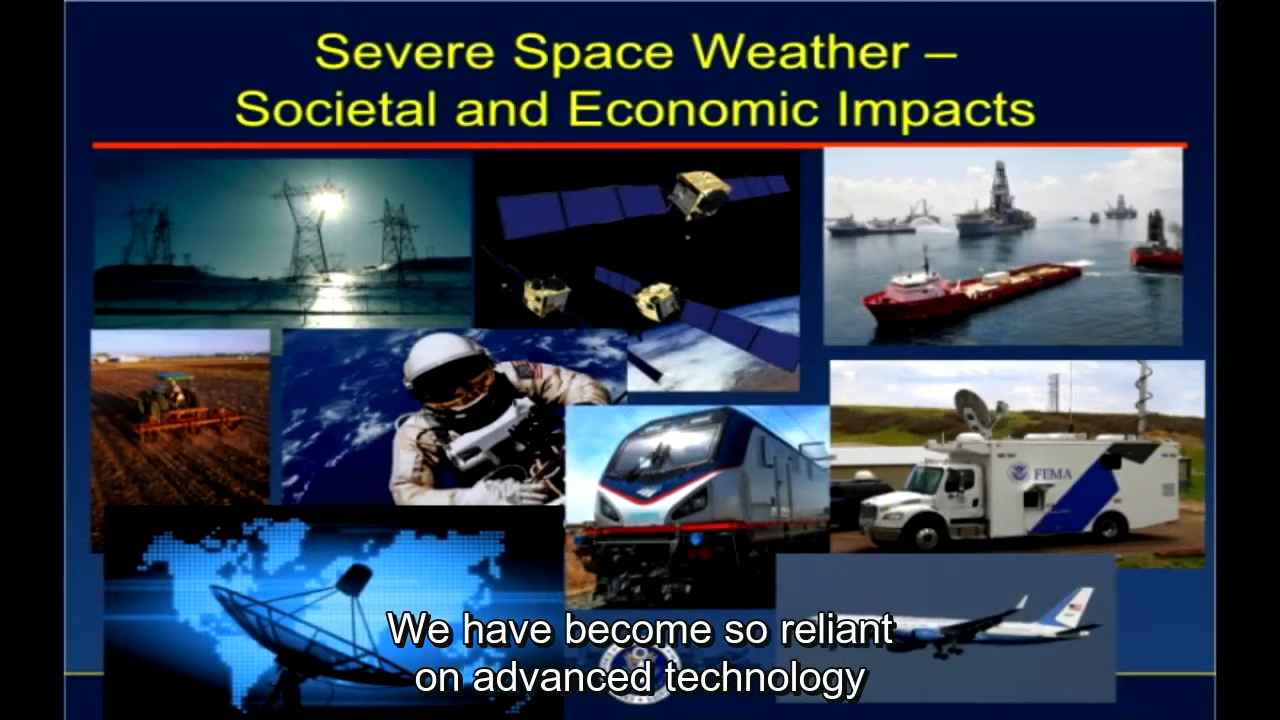 Severe Space Weather –
Societal and Economic Impacts
FEMA
We have become so reliant
on advanced technology